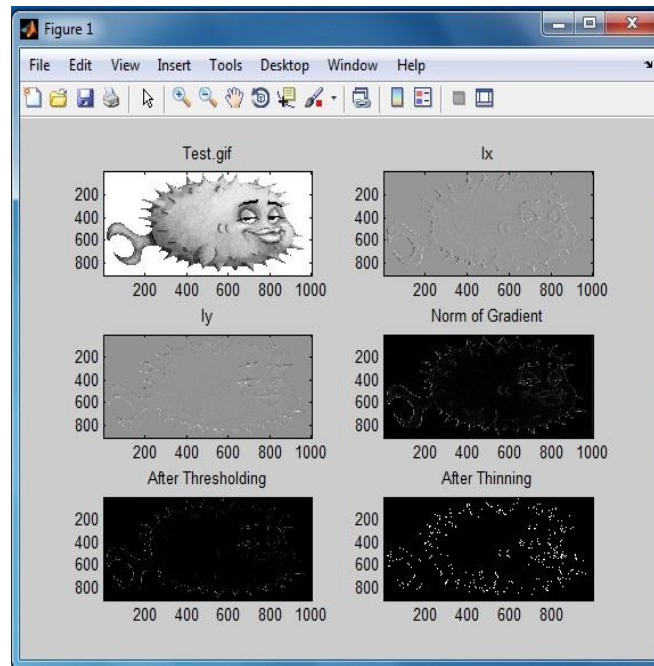 Figure 1
File Edit View Insert Tools Desktop Window Help
Test.gif
200
400
600
800
200 400 600 800 1000
Ix
200
400
600
800
200 400 600 800 1000
Iy
200
400
600
800
200 400 600 800 1000
Norm of Gradient
200
400
600
800
200 400 600 800 1000
After Thresholding
200
400
600
800
200 400 600 800 1000
After Thinning
200
400
600
800
200 400 600 800